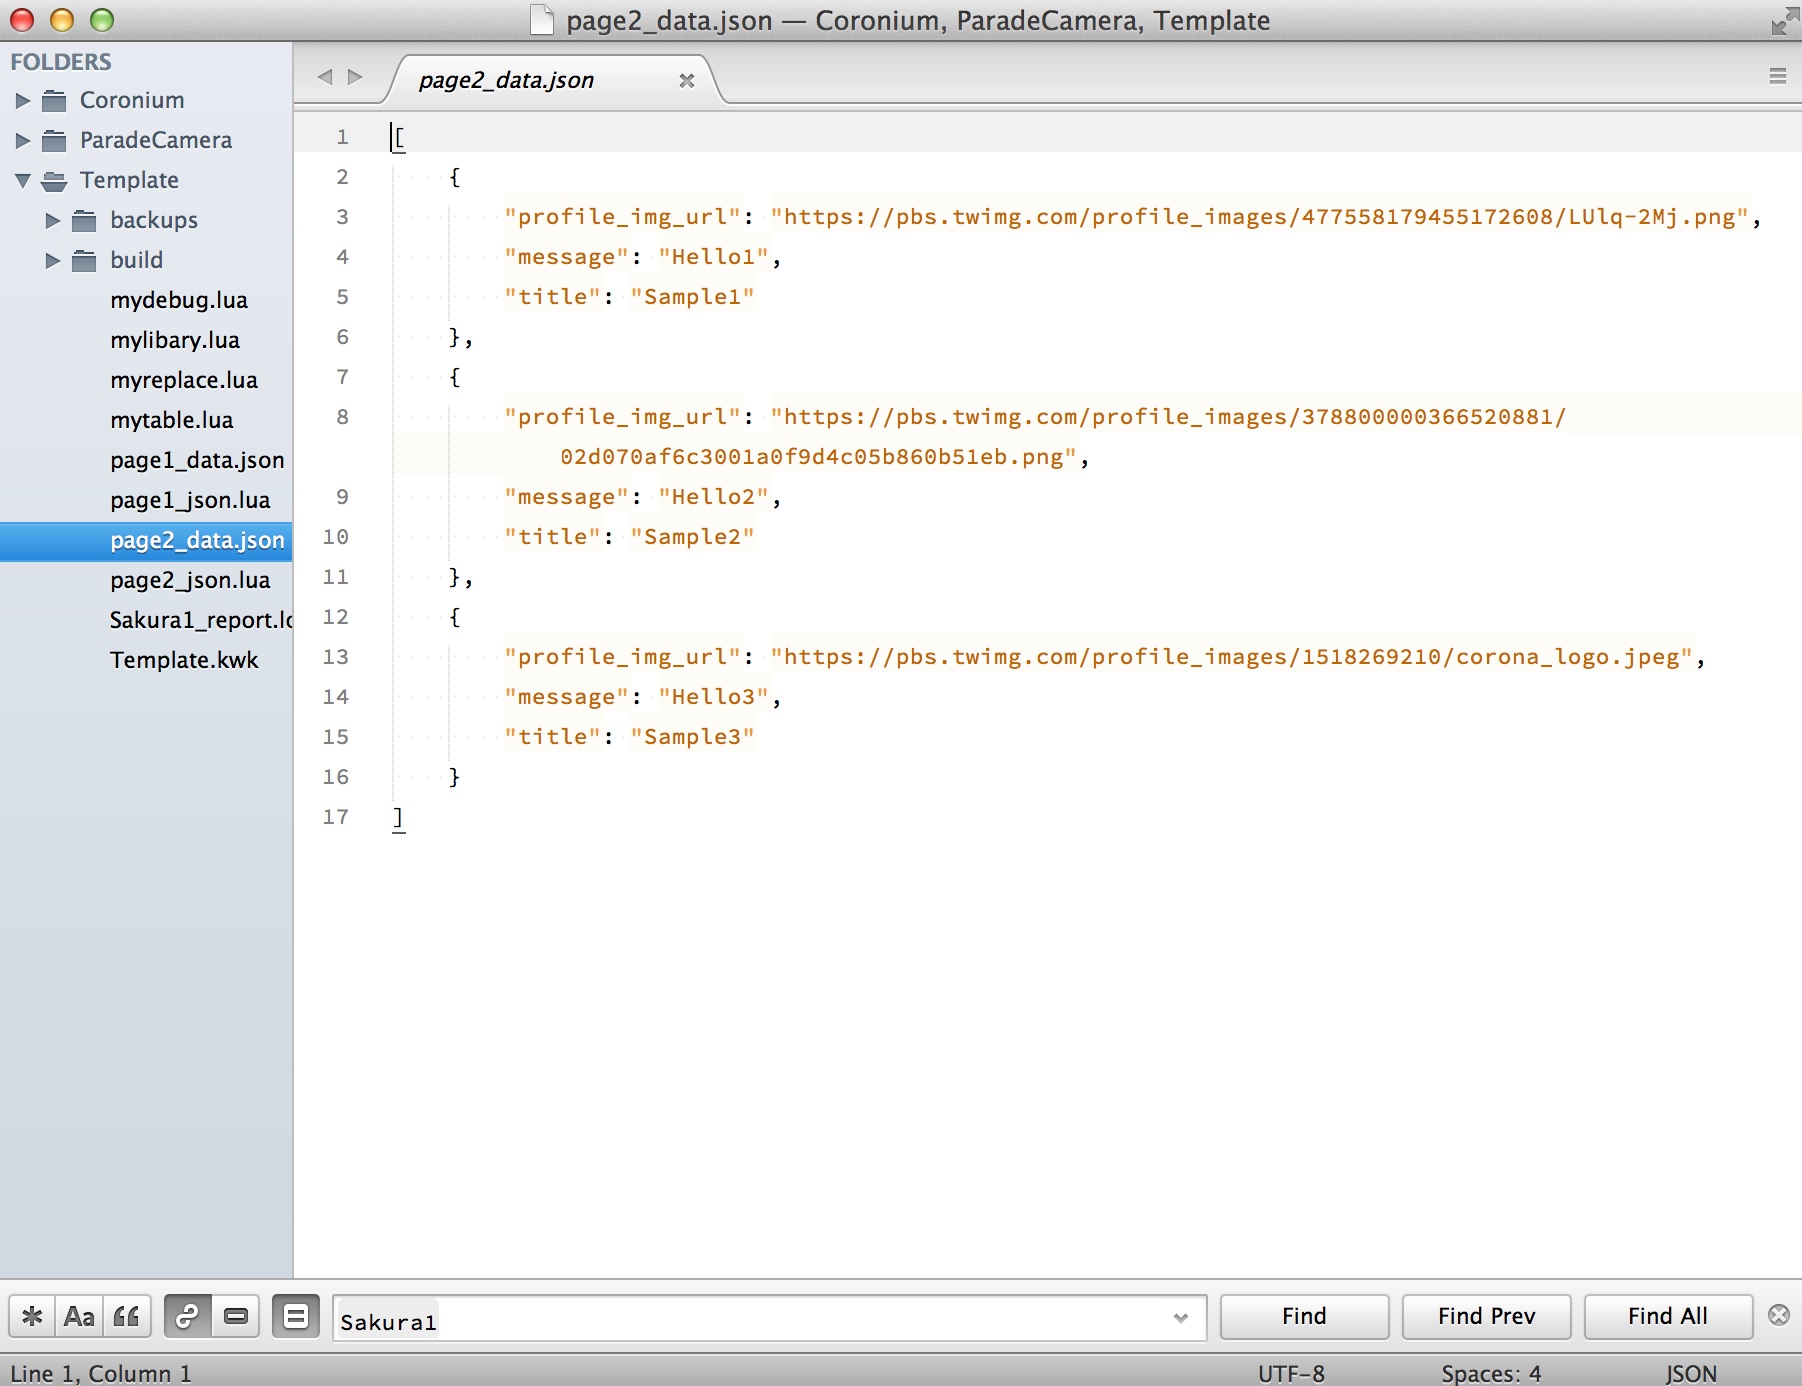 page2_data.json — Coronium, ParadeCamera, Template
FOLDERS
Coronium
ParadeCamera
Template
backups
build
mydebug.lua
mylibary.lua
myreplace.lua
mytable.lua
page1_data.json
page1_json.lua
page2_data.json
page2_json.lua
Sakura1_report.lo
Template.kwk
page2_data.json
1 [
2 {
3 "profile_img_url": "https://pbs.twimg.com/profile_images/477558179455172608/LUlq-2Mj.png",
4 "message": "Hello1",
5 "title": "Sample1"
6 },
7 {
8 "profile_img_url": "https://pbs.twimg.com/profile_images/378800000366520881/
02d070af6c3001a0f9d4c05b860b51eb.png",
9 "message": "Hello2",
10 "title": "Sample2"
11 },
12 {
13 "profile_img_url": "https://pbs.twimg.com/profile_images/1518269210/corona_logo.jpeg",
14 "message": "Hello3",
15 "title": "Sample3"
16 }
17 ]
* Aa “ Sakura1 Find Find Prev Find All
Line 1, Column 1 UTF-8 Spaces: 4 JSON